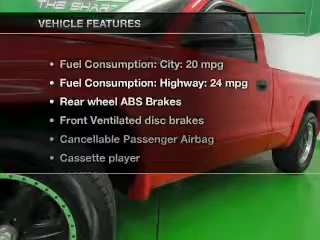 THE SHARP
VEHICLE FEATURES
• Fuel Consumption: City: 20 mpg
• Fuel Consumption: Highway: 24 mpg
• Rear wheel ABS Brakes
• Front Ventilated disc brakes
• Cancellable Passenger Airbag
• Cassette player